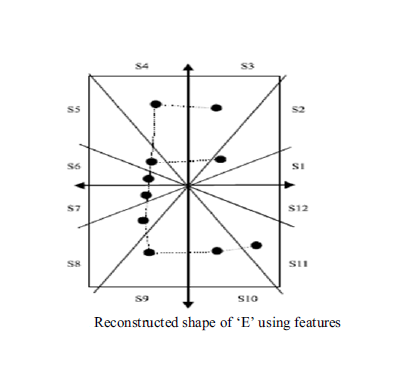 S4 S3
S5 S2
S6 S1
S7 S12
S8 S11
S9 S10
Reconstructed shape of ‘E’ using features